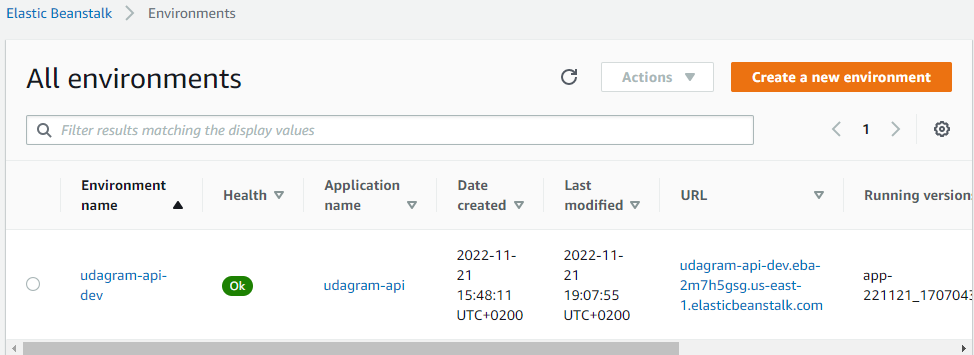 Elastic Beanstalk > Environments
All environments
Actions
Create a new environment
Filter results matching the display values
1
Environment name
Health
Application name
Date created
Last modified
URL
Running version
udagram-api-
dev
Ok
udagram-api
2022-11-
21
15:48:11
UTC+0200
2022-11-
21
19:07:55
UTC+0200
udagram-api-dev.eba-
2m7h5gsg.us-east-
1.elasticbeanstalk.com
app-
221121_1707043